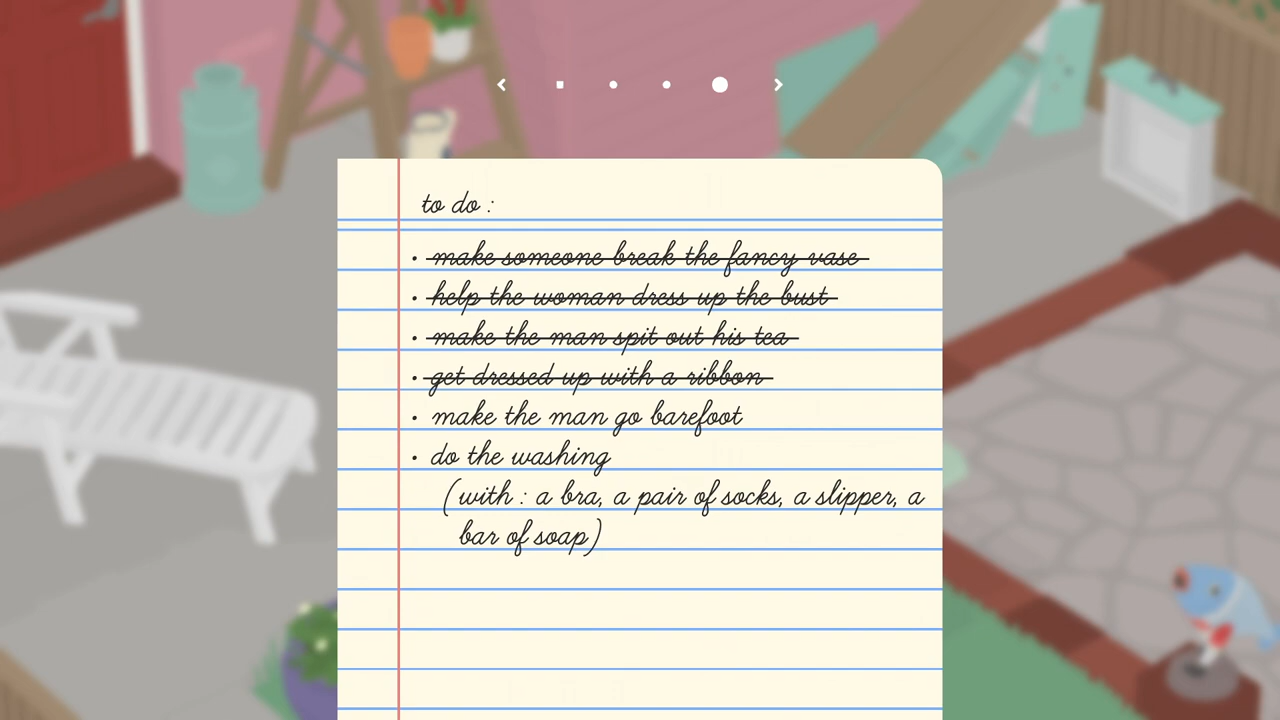 to do :
• make someone break the fancy vase
• help the woman dress up the bust
• make the man spit out his tea
• get dressed up with a ribbon
• make the man go barefoot
• do the washing
(with : a bra, a pair of socks, a slipper, a
bar of soap)